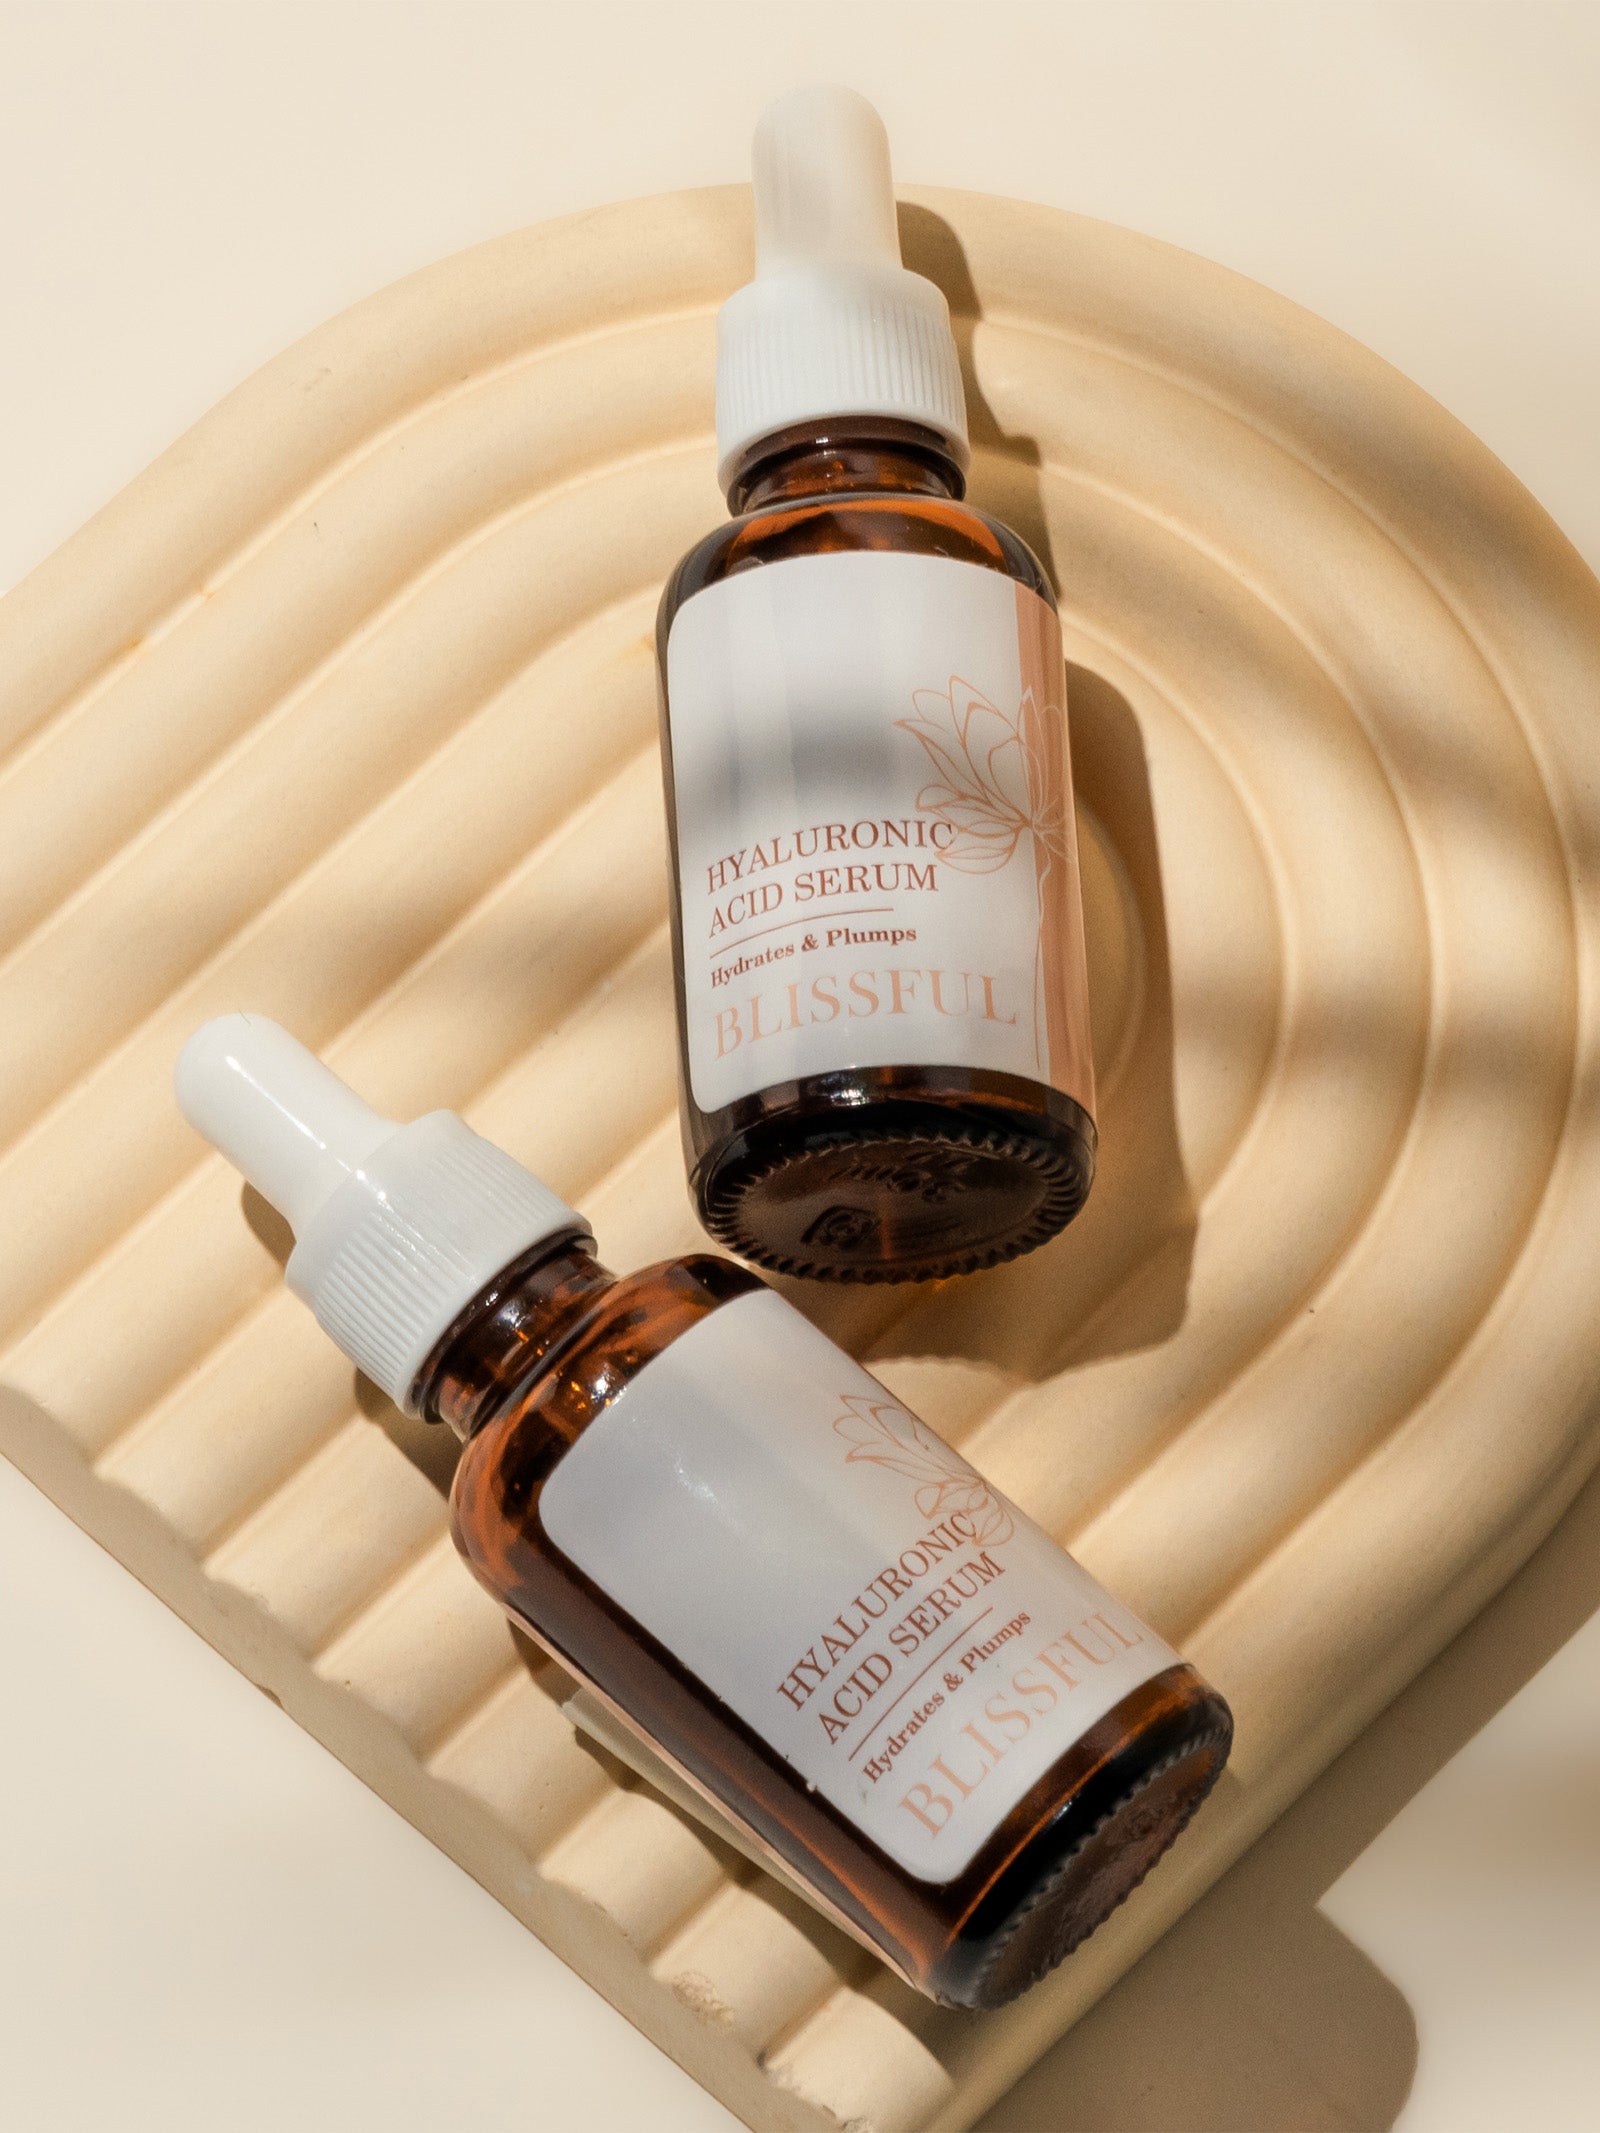 HYALURONIC
ACID SERUM
Hydrates & Plumps
BLISSFUL
HYALURONIC
ACID SERUM
Hydrates & Plumps
BLISSFUL